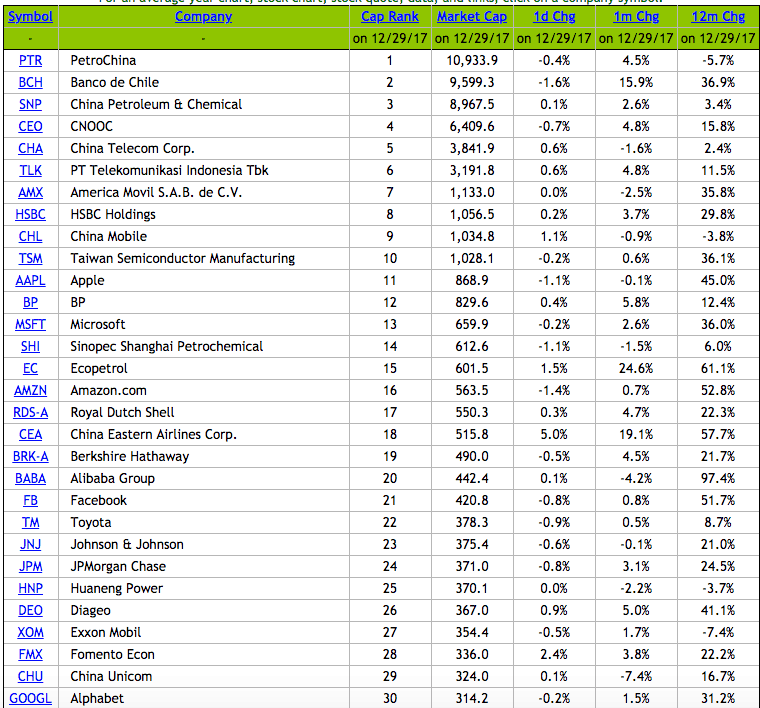 For an average year chart, stock chart, stock quote, data, and links, click on a company symbol.
Symbol Company Cap Rank Market Cap 1d Chg 1m Chg 12m Chg
- - on 12/29/17 on 12/29/17 on 12/29/17 on 12/29/17 on 12/29/17
PTR PetroChina 1 10,933.9 -0.4% 4.5% -5.7%
BCH Banco de Chile 2 9,599.3 -1.6% 15.9% 36.9%
SNP China Petroleum & Chemical 3 8,967.5 0.1% 2.6% 3.4%
CEO CNOOC 4 6,409.6 -0.7% 4.8% 15.8%
CHA China Telecom Corp. 5 3,841.9 0.6% -1.6% 2.4%
TLK PT Telekomunikasi Indonesia Tbk 6 3,191.8 0.6% 4.8% 11.5%
AMX America Movil S.A.B. de C.V. 7 1,133.0 0.0% -2.5% 35.8%
HSBC HSBC Holdings 8 1,056.5 0.2% 3.7% 29.8%
CHL China Mobile 9 1,034.8 1.1% -0.9% -3.8%
TSM Taiwan Semiconductor Manufacturing 10 1,028.1 -0.2% 0.6% 36.1%
AAPL Apple 11 868.9 -1.1% -0.1% 45.0%
BP BP 12 829.6 0.4% 5.8% 12.4%
MSFT Microsoft 13 659.9 -0.2% 2.6% 36.0%
SHI Sinopec Shanghai Petrochemical 14 612.6 -1.1% -1.5% 6.0%
EC Ecopetrol 15 601.5 1.5% 24.6% 61.1%
AMZN Amazon.com 16 563.5 -1.4% 0.7% 52.8%
RDS-A Royal Dutch Shell 17 550.3 0.3% 4.7% 22.3%
CEA China Eastern Airlines Corp. 18 515.8 5.0% 19.1% 57.7%
BRK-A Berkshire Hathaway 19 490.0 -0.5% 4.5% 21.7%
BABA Alibaba Group 20 442.4 0.1% -4.2% 97.4%
FB Facebook 21 420.8 -0.8% 0.8% 51.7%
TM Toyota 22 378.3 -0.9% 0.5% 8.7%
JNJ Johnson & Johnson 23 375.4 -0.6% -0.1% 21.0%
JPM JPMorgan Chase 24 371.0 -0.8% 3.1% 24.5%
HNP Huaneng Power 25 370.1 0.0% -2.2% -3.7%
DEO Diageo 26 367.0 0.9% 5.0% 41.1%
XOM Exxon Mobil 27 354.4 -0.5% 1.7% -7.4%
FMX Fomento Econ 28 336.0 2.4% 3.8% 22.2%
CHU China Unicom 29 324.0 0.1% -7.4% 16.7%
GOOGL Alphabet 30 314.2 -0.2% 1.5% 31.2%